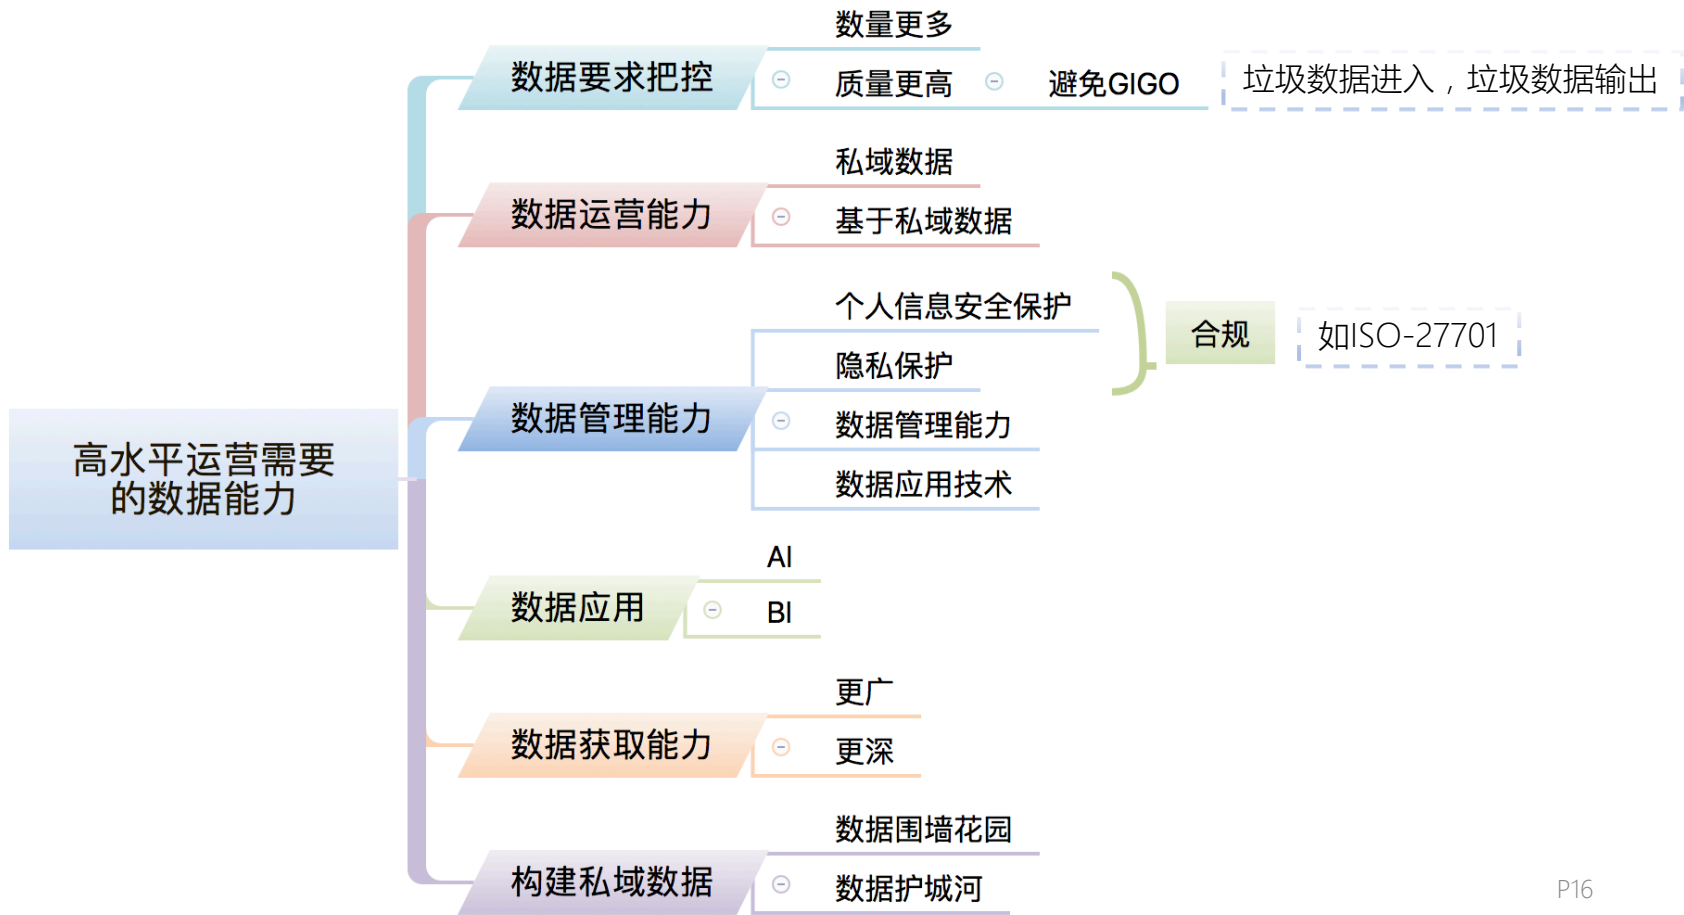 数量更多
数据要求把控
质量更高
避免GIGO
垃圾数据进入，垃圾数据输出
私域数据
数据运营能力
基于私域数据
个人信息安全保护
合规
如ISO-27701
隐私保护
数据管理能力
数据管理能力
数据应用技术
高水平运营需要
的数据能力
AI
数据应用
BI
更广
数据获取能力
更深
数据围墙花园
构建私域数据
数据护城河
P16